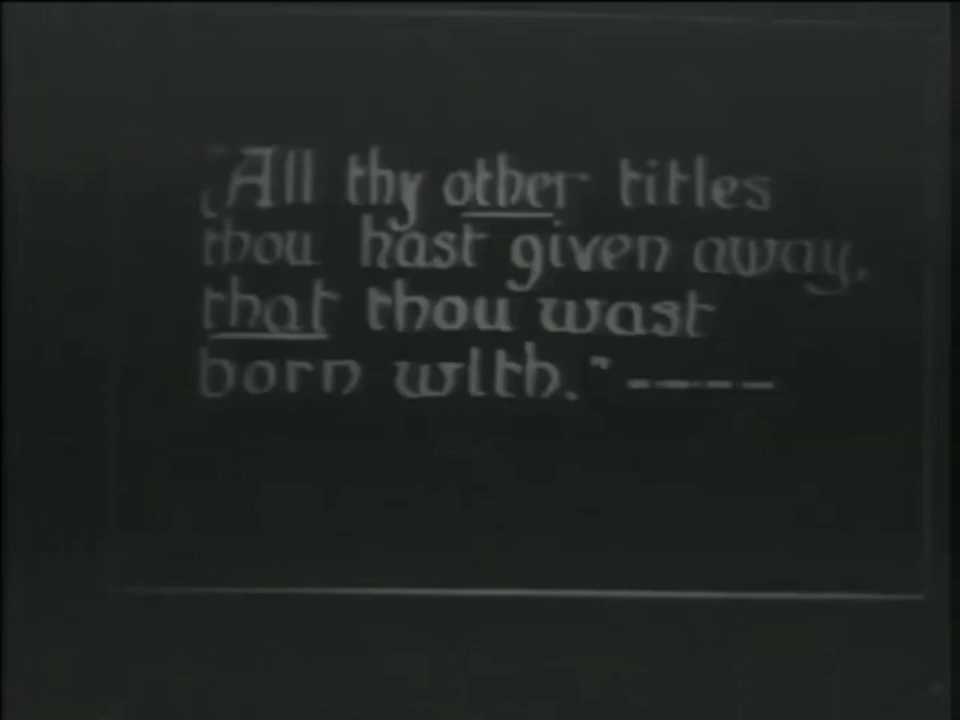 "All thy other titles
thou hast given away,
that thou wast
born with." ----